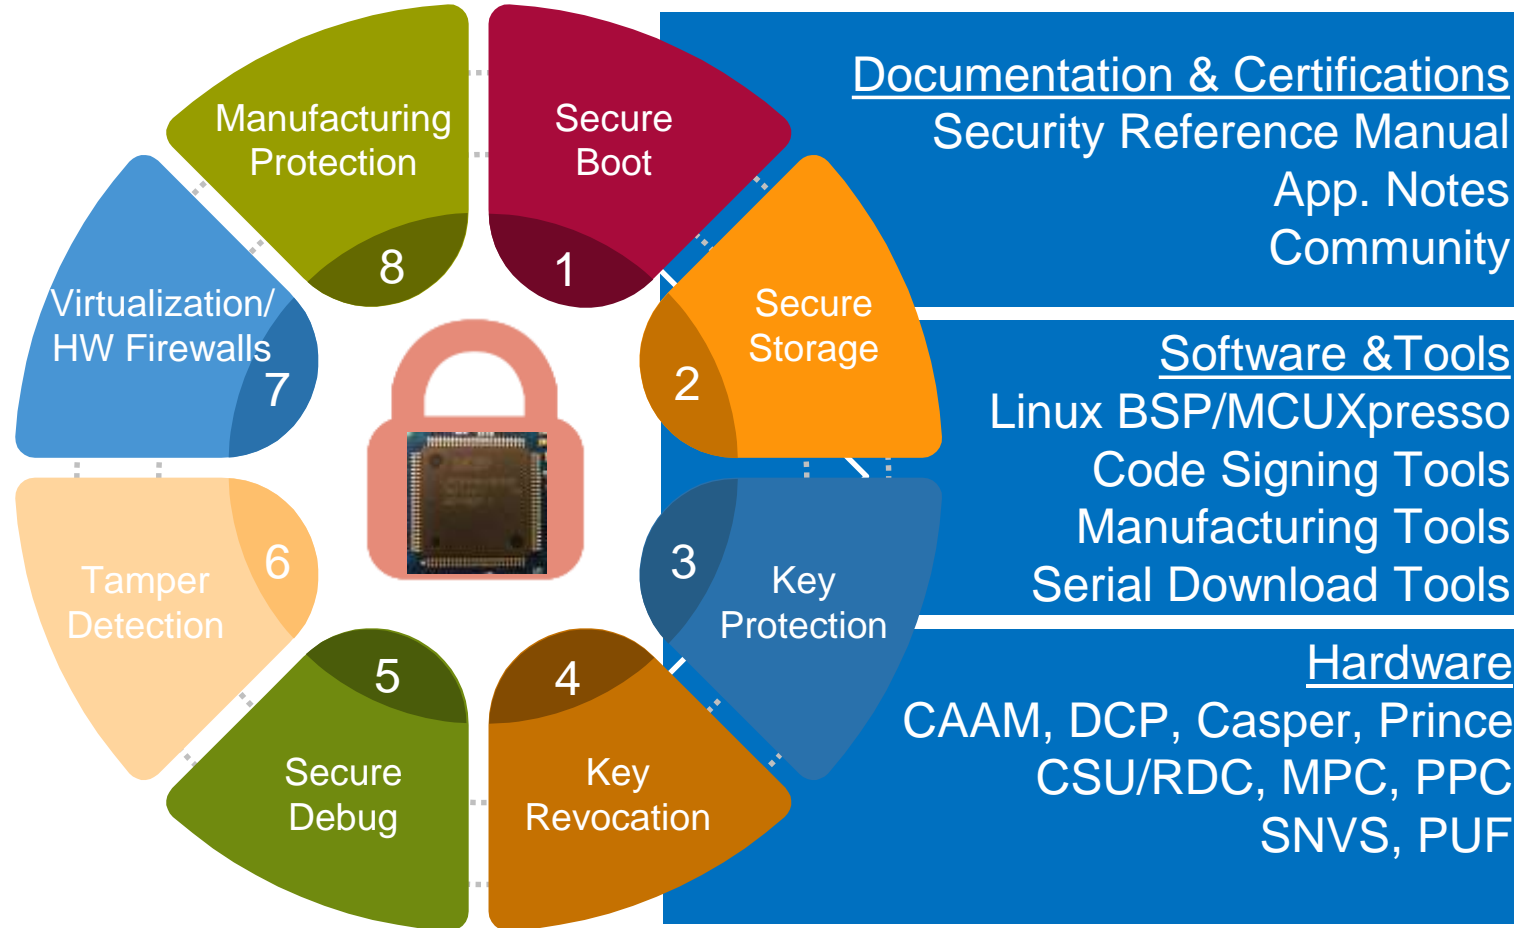 Manufacturing
Protection
8
Secure
Boot
1
Secure
Storage
2
Key
Protection
3
Key
Revocation
4
Secure
Debug
5
Tamper
Detection
6
Virtualization/
HW Firewalls
7
Documentation & Certifications
Security Reference Manual
App. Notes
Community
Software &Tools
Linux BSP/MCUXpresso
Code Signing Tools
Manufacturing Tools
Serial Download Tools
Hardware
CAAM, DCP, Casper, Prince
CSU/RDC, MPC, PPC
SNVS, PUF